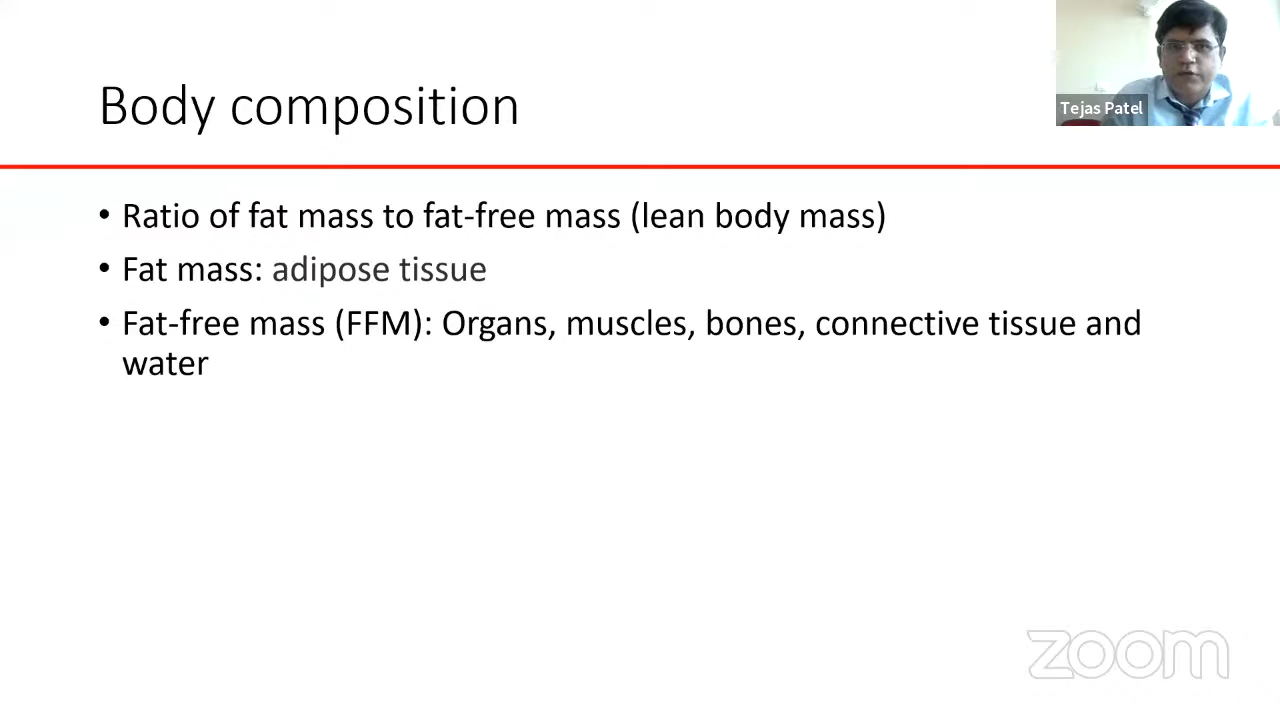 Tejas Patel
Body composition
• Ratio of fat mass to fat-free mass (lean body mass)
• Fat mass: adipose tissue
• Fat-free mass (FFM): Organs, muscles, bones, connective tissue and
water
zoom